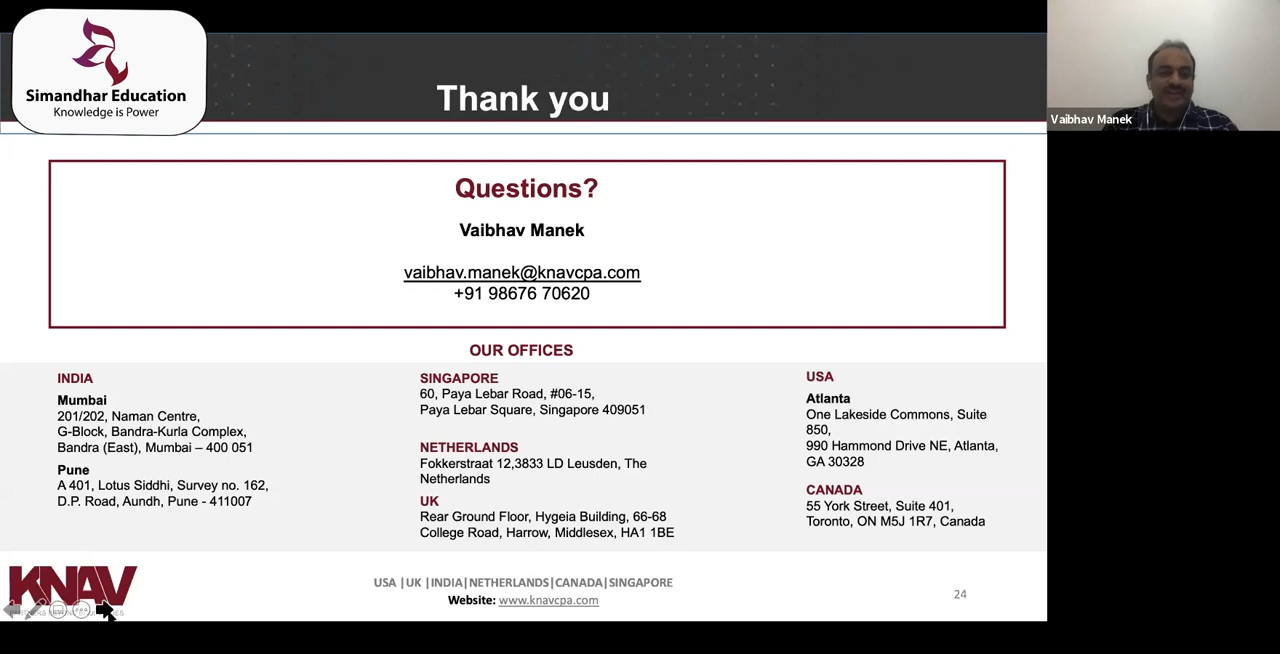 Simandhar Education
Knowledge is Power
Thank you
Vaibhav Manek
Questions?
Vaibhav Manek
vaibhav.manek@knavcpa.com
+91 98676 70620
OUR OFFICES
INDIA
Mumbai
201/202, Naman Centre,
G-Block, Bandra-Kurla Complex,
Bandra (East), Mumbai – 400 051
Pune
A 401, Lotus Siddhi, Survey no. 162,
D.P. Road, Aundh, Pune - 411007
SINGAPORE
60, Paya Lebar Road, #06-15,
Paya Lebar Square, Singapore 409051
NETHERLANDS
Fokkerstraat 12,3833 LD Leusden, The
Netherlands
UK
Rear Ground Floor, Hygeia Building, 66-68
College Road, Harrow, Middlesex, HA1 1BE
USA
Atlanta
One Lakeside Commons, Suite
850,
990 Hammond Drive NE, Atlanta,
GA 30328
CANADA
55 York Street, Suite 401,
Toronto, ON M5J 1R7, Canada
KNAV
USA | UK | INDIA| NETHERLANDS|CANADA|SINGAPORE
Website: www.knavcpa.com
24